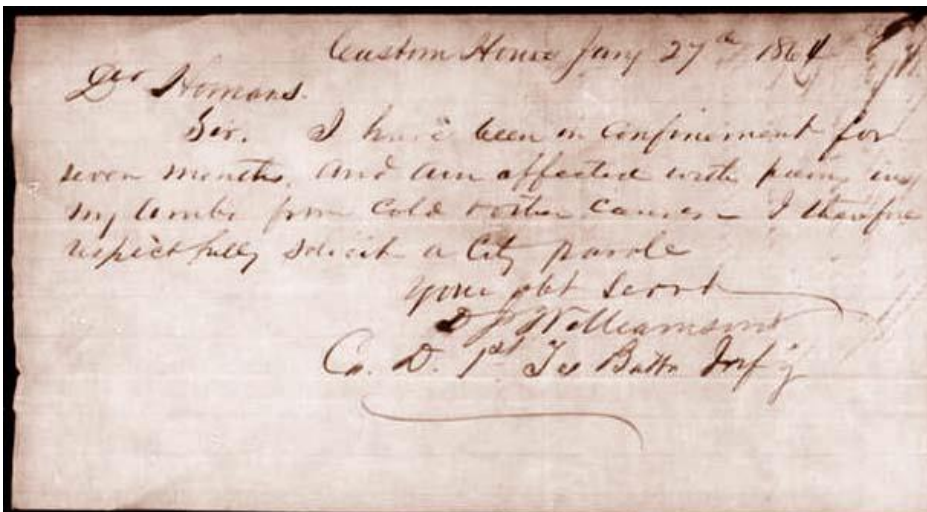 Custom House Jany 27th 1864
Dr Homans.
Sir. I have been in confinement for
seven months, and am affected with pains in
my limbs from cold & other causes – I therefore
respectfully solicit a City parole
Your obt Servt
D J Williamson
Co. D. 1st Batto Inf'y